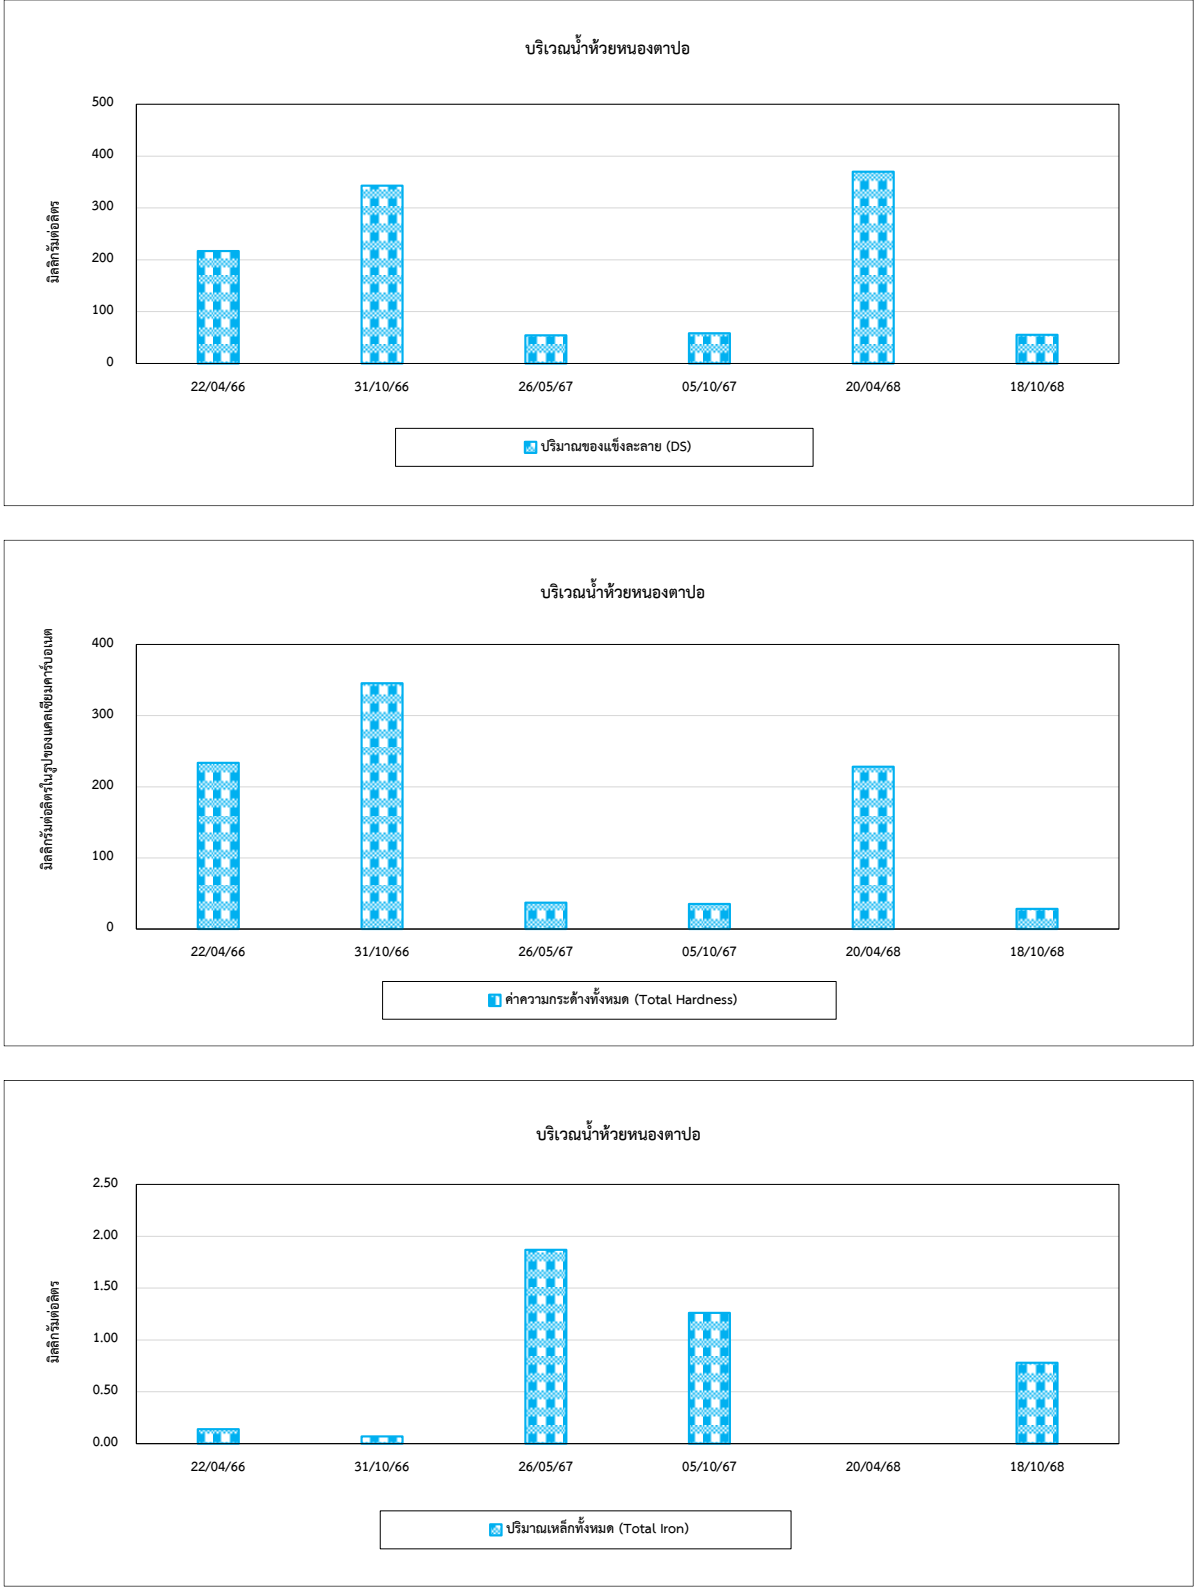 บริเวณน้ำห้วยหนองตาปอ
500
400
300
200
100
0
มิลลิกรัมต่อลิตร
22/04/66 31/10/66 26/05/67 05/10/67 20/04/68 18/10/68
ปริมาณของแข็งละลาย (DS)
บริเวณน้ำห้วยหนองตาปอ
400
300
200
100
0
มิลลิกรัมต่อลิตรในรูปของแคลเซียมคาร์บอเนต
22/04/66 31/10/66 26/05/67 05/10/67 20/04/68 18/10/68
ค่าความกระด้างทั้งหมด (Total Hardness)
บริเวณน้ำห้วยหนองตาปอ
2.50
2.00
1.50
1.00
0.50
0.00
มิลลิกรัมต่อลิตร
22/04/66 31/10/66 26/05/67 05/10/67 20/04/68 18/10/68
ปริมาณเหล็กทั้งหมด (Total Iron)